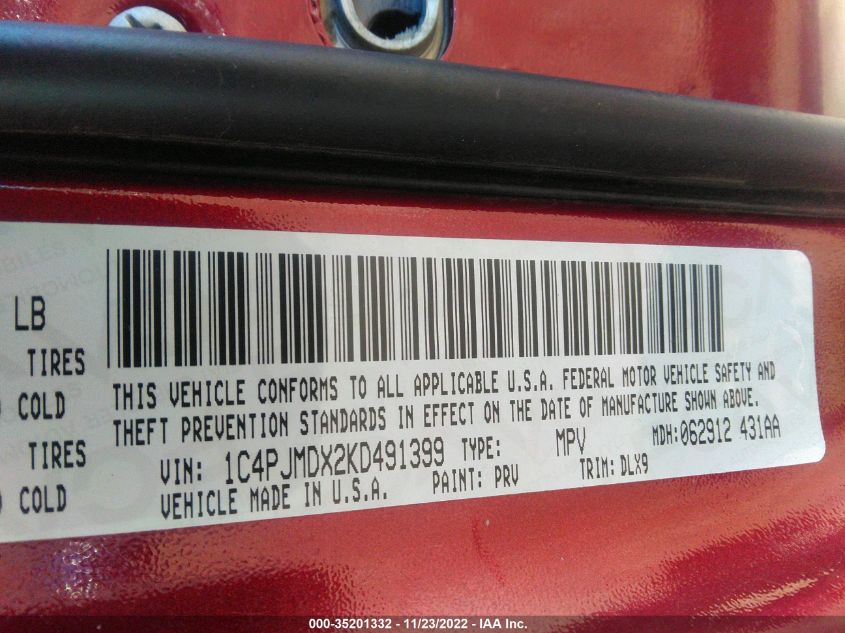 LB
TIRES
COLD
TIRES
COLD
THIS VEHICLE CONFORMS TO ALL APPLICABLE U.S.A. FEDERAL MOTOR VEHICLE SAFETY AND
THEFT PREVENTION STANDARDS IN EFFECT ON THE DATE OF MANUFACTURE SHOWN ABOVE.
VIN: 1C4PJMDX2KD491399 TYPE: MPV MDH:062912 431AA
VEHICLE MADE IN U.S.A. PAINT: PRV TRIM: DLX9
000-35201332 - 11/23/2022 - IAA Inc.